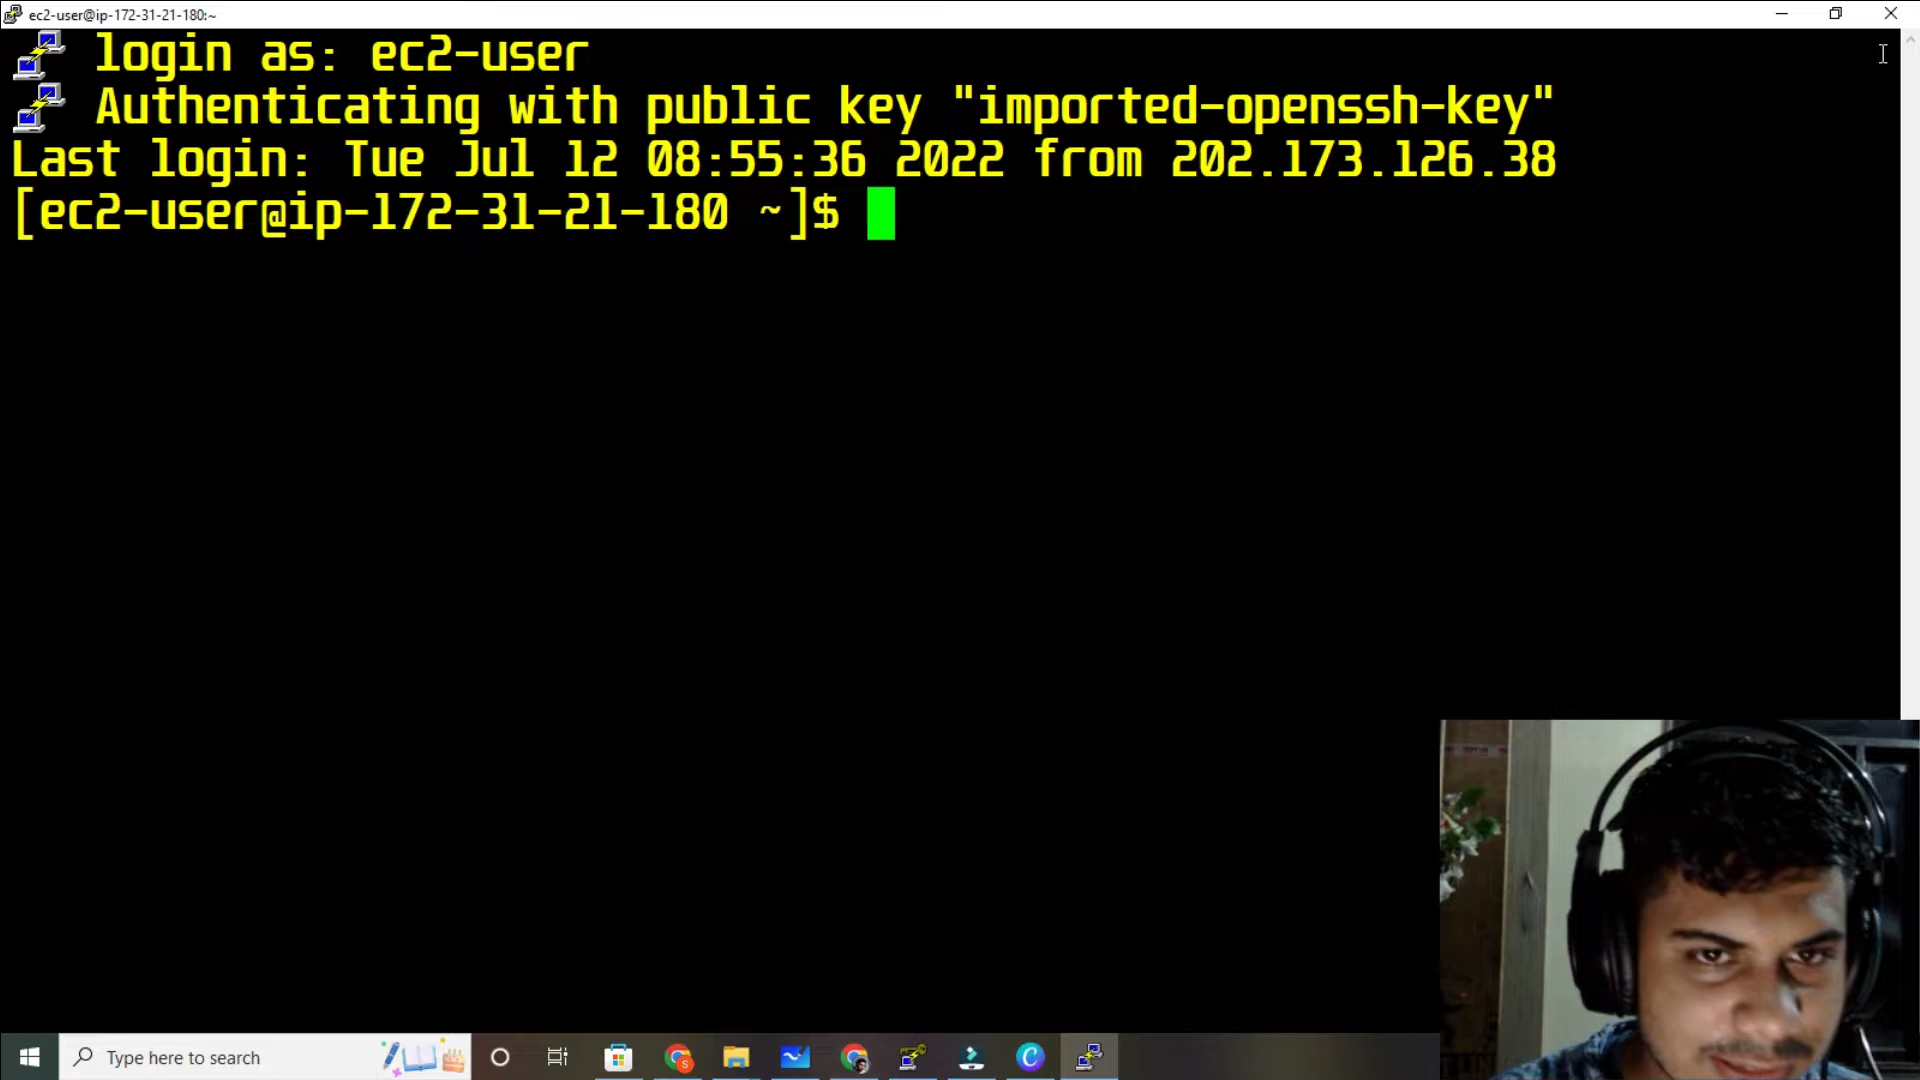 ec2-user@ip-172-31-21-180:~
login as: ec2-user
Authenticating with public key "imported-openssh-key"
Last login: Tue Jul 12 08:55:36 2022 from 202.173.126.38
[ec2-user@ip-172-31-21-180 ~]$
Type here to search